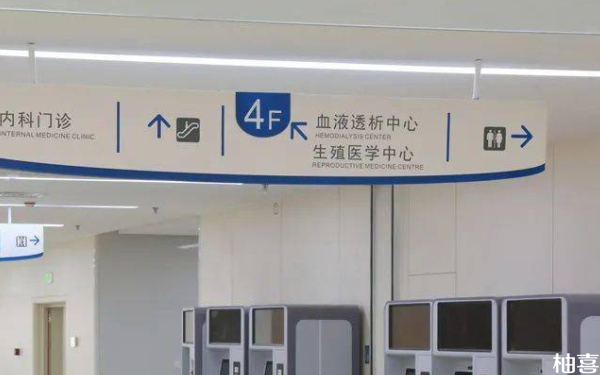 内科门诊
INTERNAL MEDICINE CLINIC
4F
血液透析中心
HEMODIALYSIS CENTER
生殖医学中心
REPRODUCTIVE MEDICINE CENTRE
柚喜